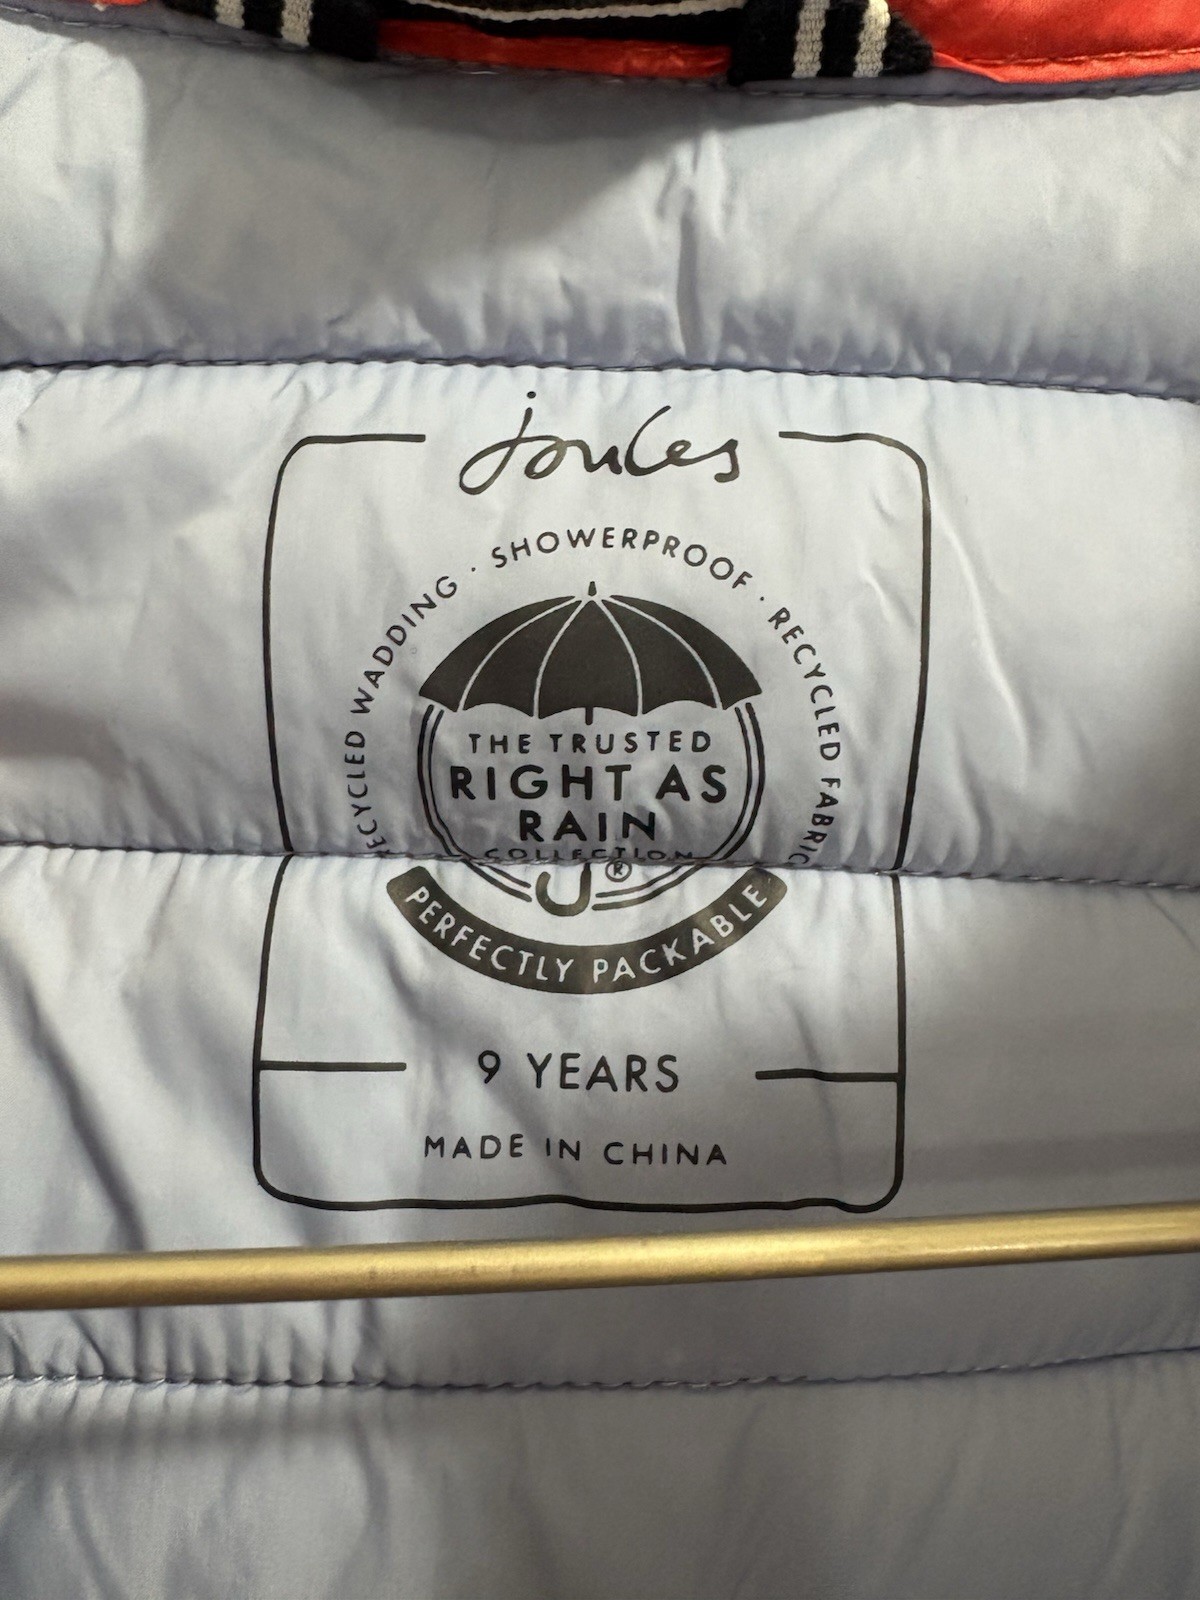 joules
RECYCLED WADDING · SHOWERPROOF · RECYCLED FABRIC
THE TRUSTED
RIGHT AS
RAIN
COLLECTION
®
PERFECTLY PACKABLE
9 YEARS
MADE IN CHINA